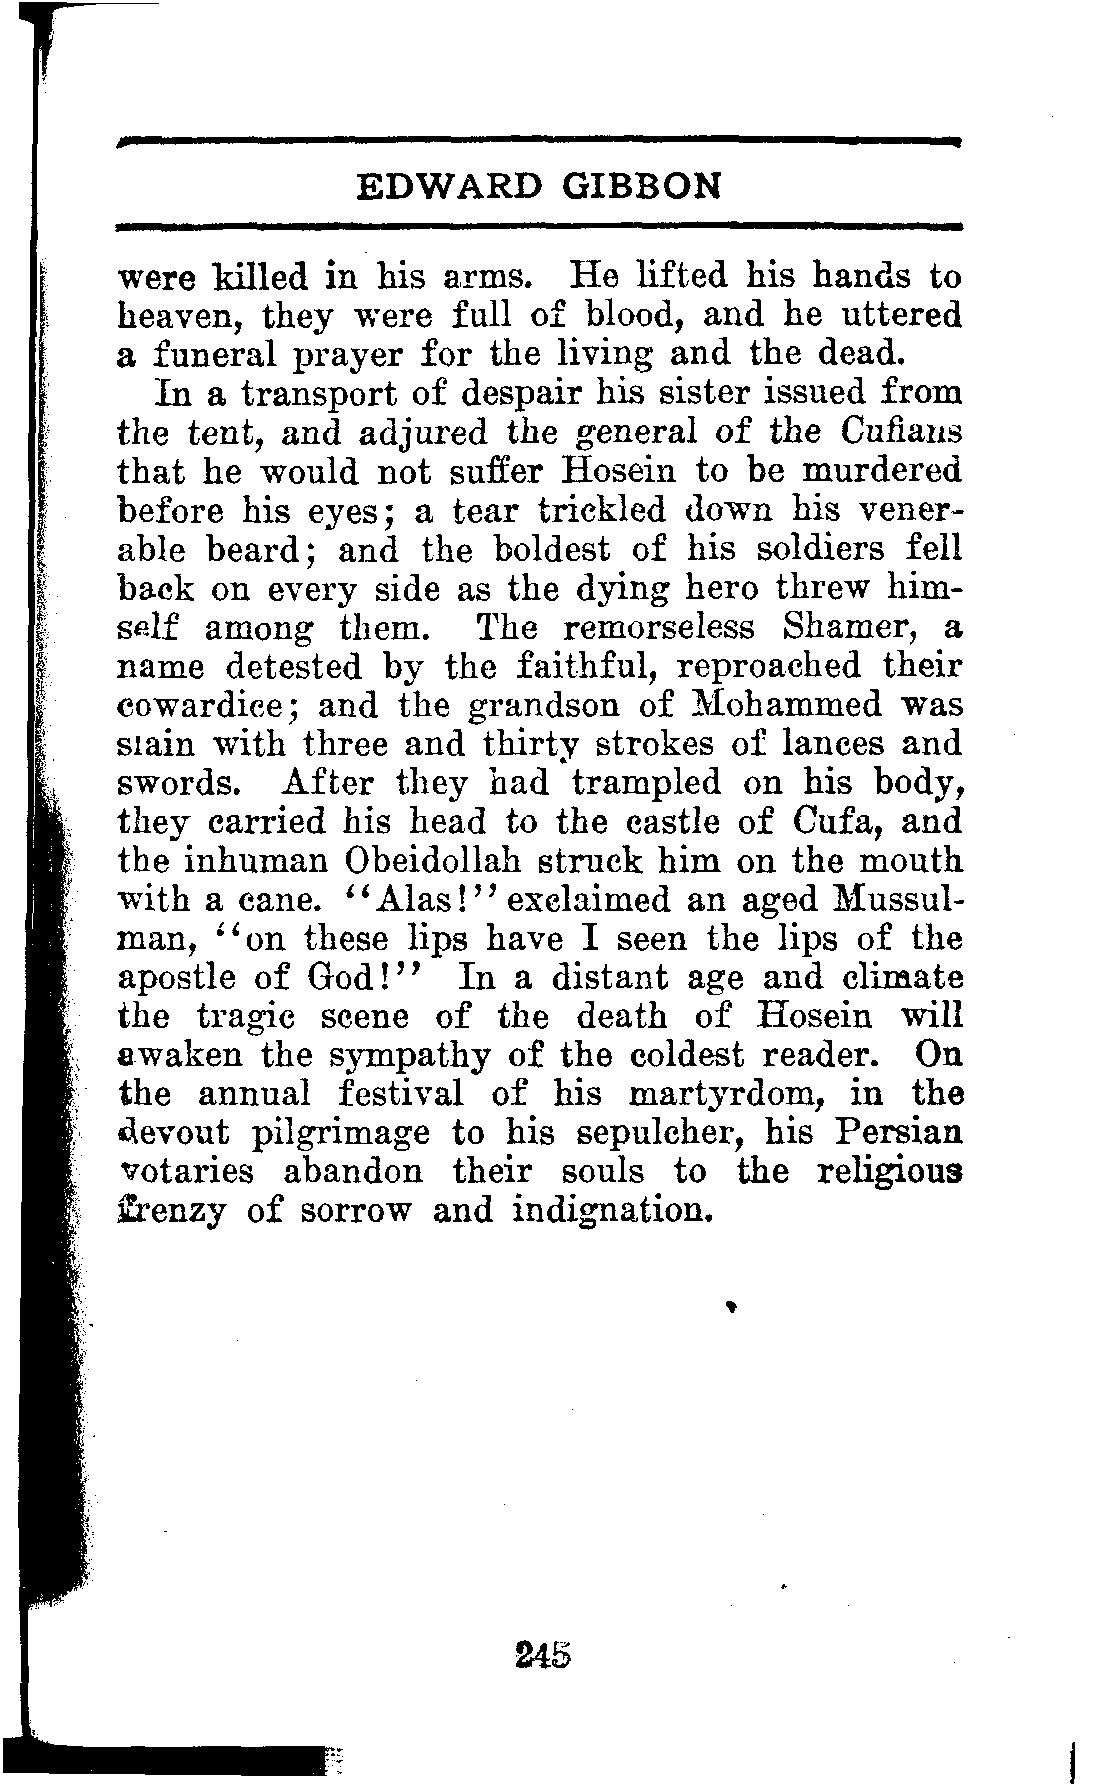 EDWARD GIBBON
were killed in his arms. He lifted his hands to
heaven, they were full of blood, and he uttered
a funeral prayer for the living and the dead.
In a transport of despair his sister issued from
the tent, and adjured the general of the Cufians
that he would not suffer Hosein to be murdered
before his eyes; a tear trickled down his vener-
able beard; and the boldest of his soldiers fell
back on every side as the dying hero threw him-
self among them. The remorseless Shamer, a
name detested by the faithful, reproached their
cowardice; and the grandson of Mohammed was
slain with three and thirty strokes of lances and
swords. After they had trampled on his body,
they carried his head to the castle of Cufa, and
the inhuman Obeidollah struck him on the mouth
with a cane. "Alas!" exclaimed an aged Mussul-
man, "on these lips have I seen the lips of the
apostle of God!" In a distant age and climate
the tragic scene of the death of Hosein will
awaken the sympathy of the coldest reader. On
the annual festival of his martyrdom, in the
devout pilgrimage to his sepulcher, his Persian
votaries abandon their souls to the religious
frenzy of sorrow and indignation.
245